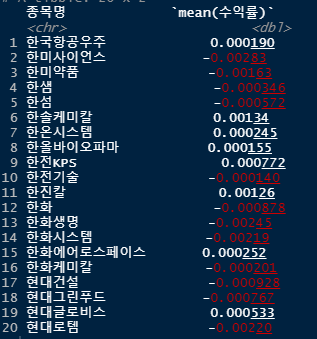 # A tibble: 20 x 2
종목명 `mean(수익률)`
<chr> <dbl>
1 한국항공우주 0.000190
2 한미사이언스 -0.00283
3 한미약품 -0.00163
4 한샘 -0.000346
5 한섬 -0.000572
6 한솔케미칼 0.00134
7 한온시스템 0.000245
8 한올바이오파마 0.000155
9 한전KPS 0.000772
10 한전기술 -0.000140
11 한진칼 0.00126
12 한화 -0.000878
13 한화생명 -0.00245
14 한화시스템 -0.00219
15 한화에어로스페이스 0.000252
16 한화케미칼 -0.000201
17 현대건설 -0.000928
18 현대그린푸드 -0.000767
19 현대글로비스 0.000533
20 현대로템 -0.00220